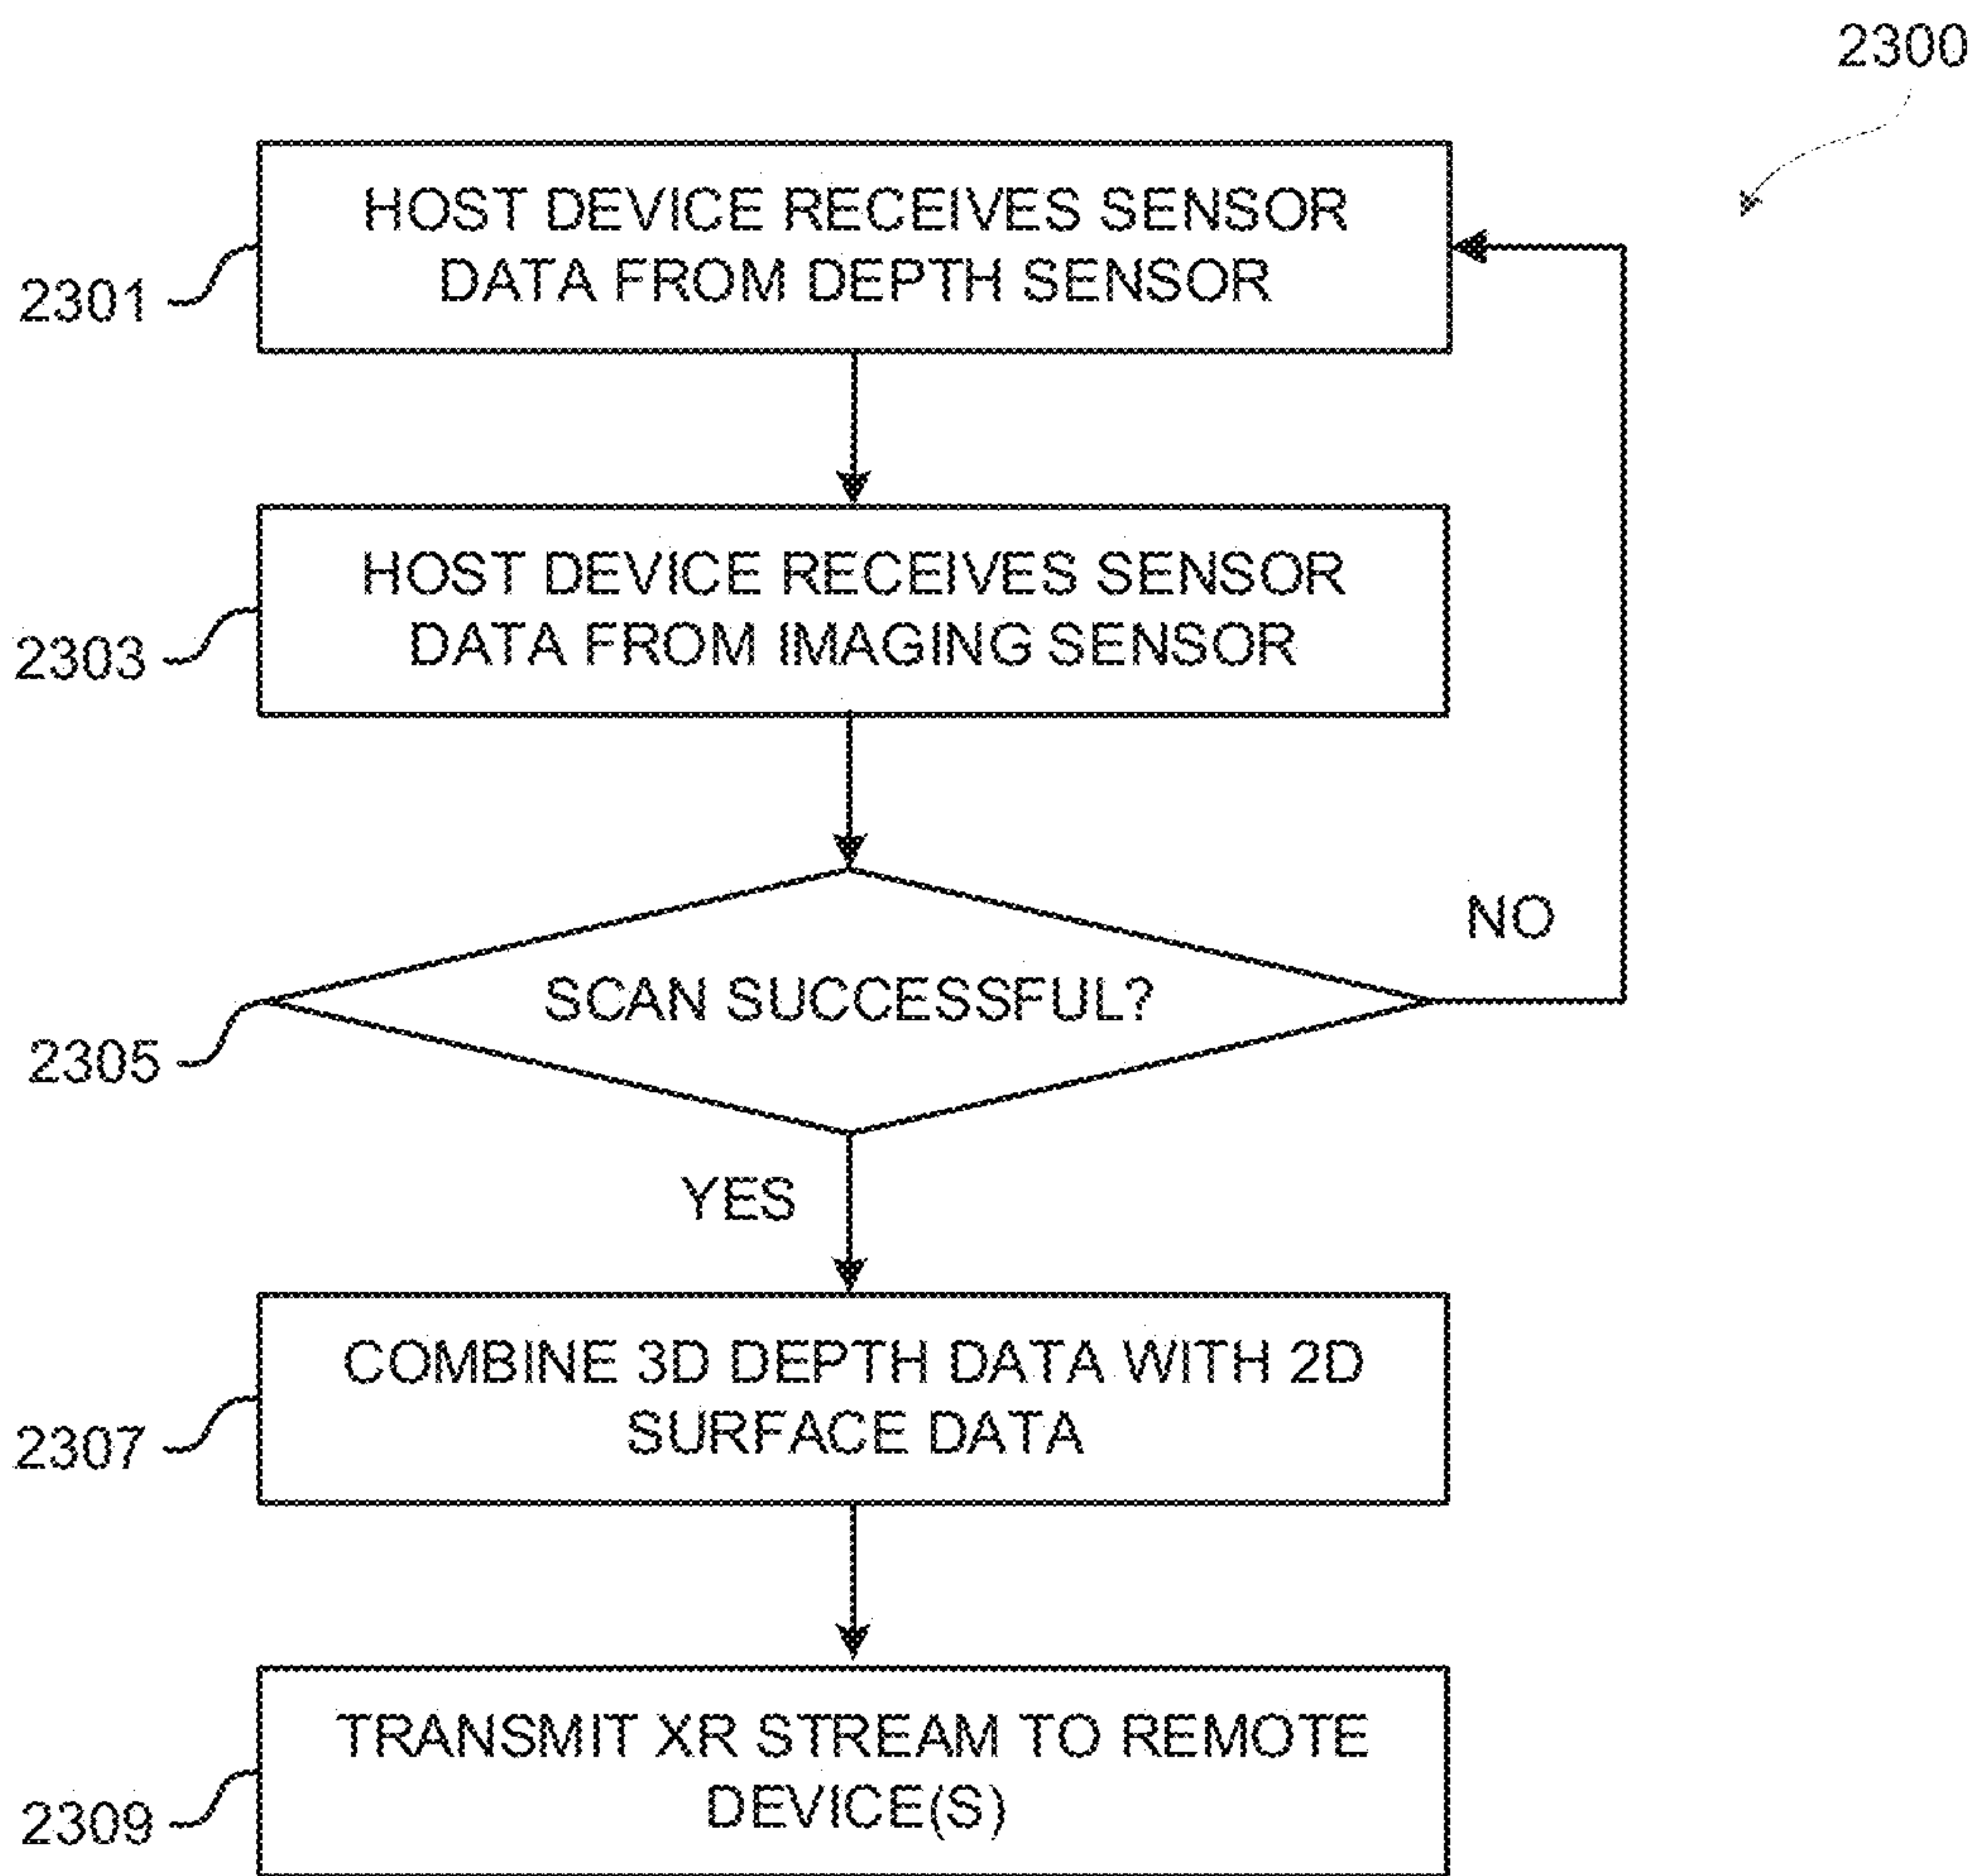 2300
HOST DEVICE RECEIVES SENSOR
DATA FROM DEPTH SENSOR
2301
HOST DEVICE RECEIVES SENSOR
DATA FROM IMAGING SENSOR
2303
NO
SCAN SUCCESSFUL?
2305
YES
COMBINE 3D DEPTH DATA WITH 2D
SURFACE DATA
2307
TRANSMIT XR STREAM TO REMOTE
DEVICE(S)
2309